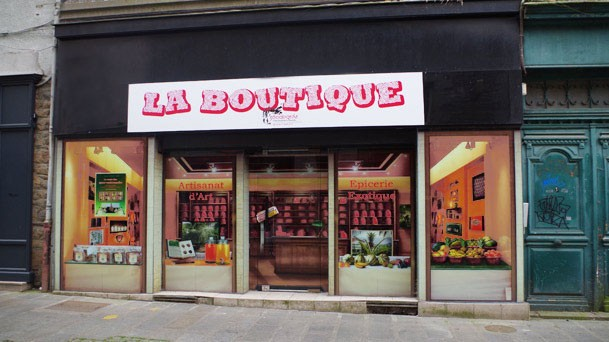 LA BOUTIQUE
Artisanat
d'Art
Epicerie
Exotique